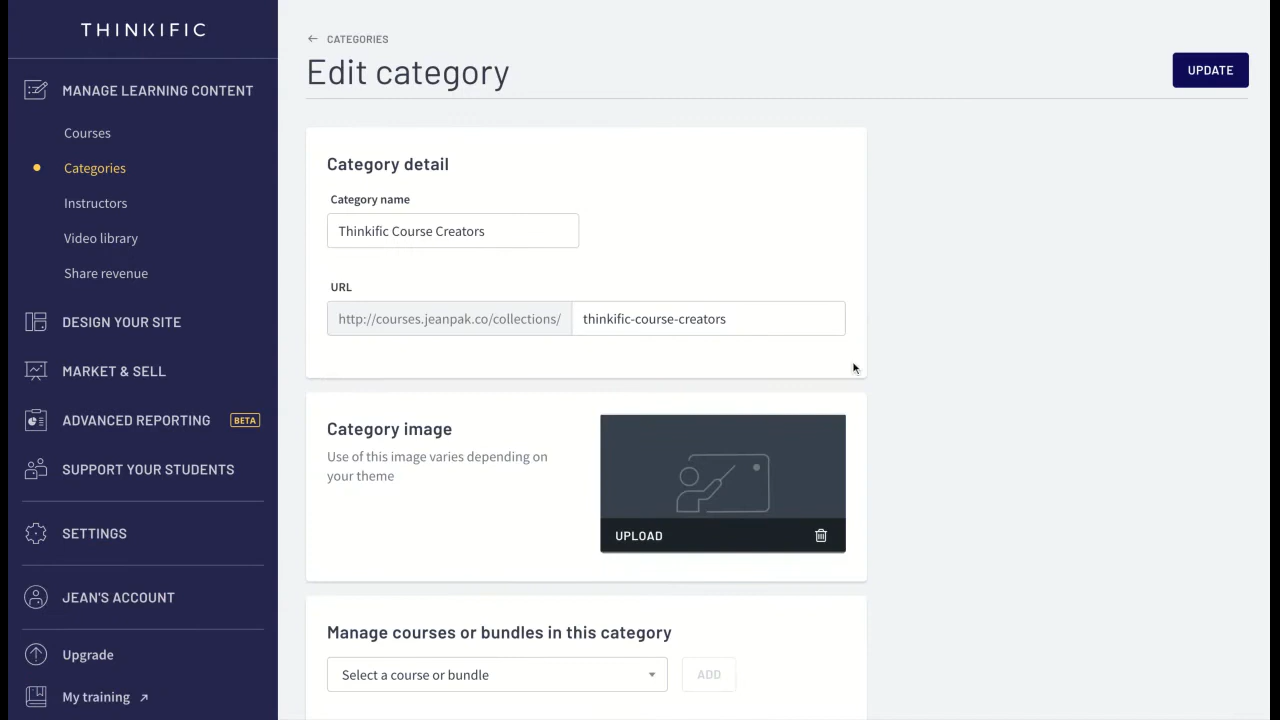 THINKIFIC
MANAGE LEARNING CONTENT
Courses
Categories
Instructors
Video library
Share revenue
DESIGN YOUR SITE
MARKET & SELL
ADVANCED REPORTING BETA
SUPPORT YOUR STUDENTS
SETTINGS
JEAN'S ACCOUNT
Upgrade
My training ↗
← CATEGORIES
Edit category
UPDATE
Category detail
Category name
Thinkific Course Creators
URL
http://courses.jeanpak.co/collections/ thinkific-course-creators
Category image
Use of this image varies depending on
your theme
UPLOAD
Manage courses or bundles in this category
Select a course or bundle
ADD